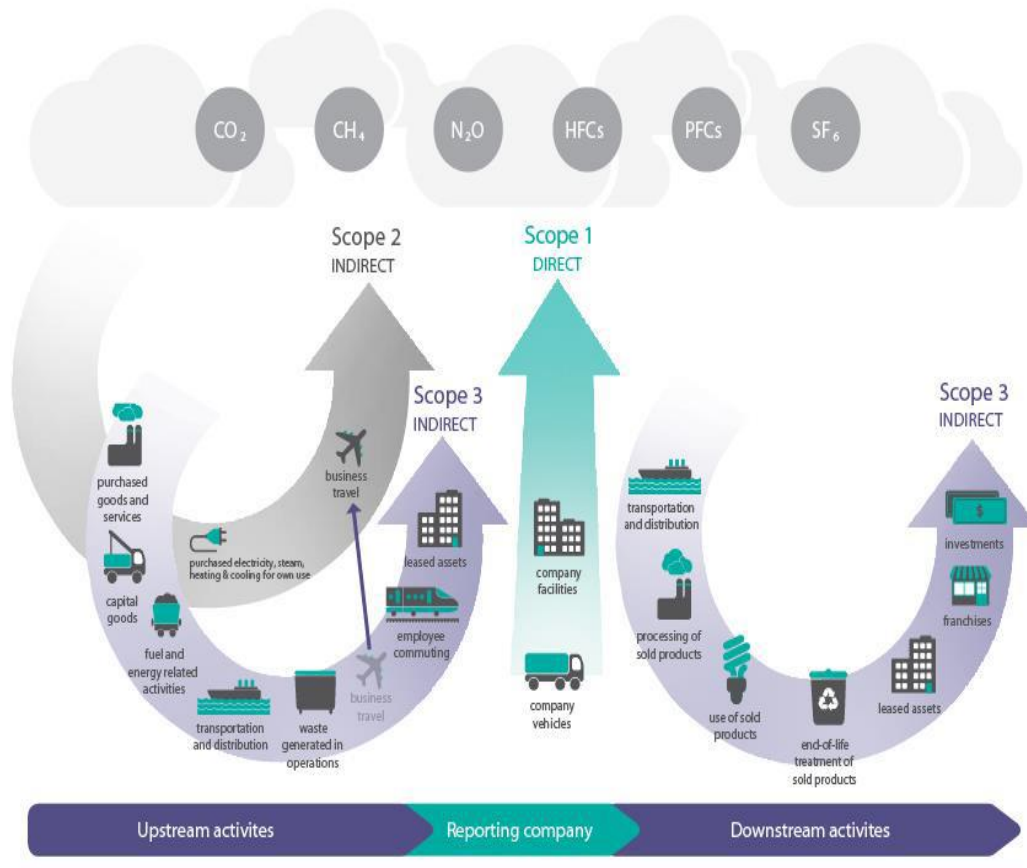 CO₂
CH₄
N₂O
HFCs
PFCs
SF₆
Scope 2
INDIRECT
Scope 1
DIRECT
Scope 3
INDIRECT
Scope 3
INDIRECT
purchased
goods and
services
capital
goods
fuel and
energy related
activities
purchased electricity, steam,
heating & cooling for own use
business
travel
transportation
and distribution
waste
generated in
operations
business
travel
employee
commuting
leased assets
company
facilities
company
vehicles
transportation
and distribution
processing of
sold products
use of sold
products
end-of-life
treatment of
sold products
leased assets
franchises
$
investments
Upstream activites
Reporting company
Downstream activites